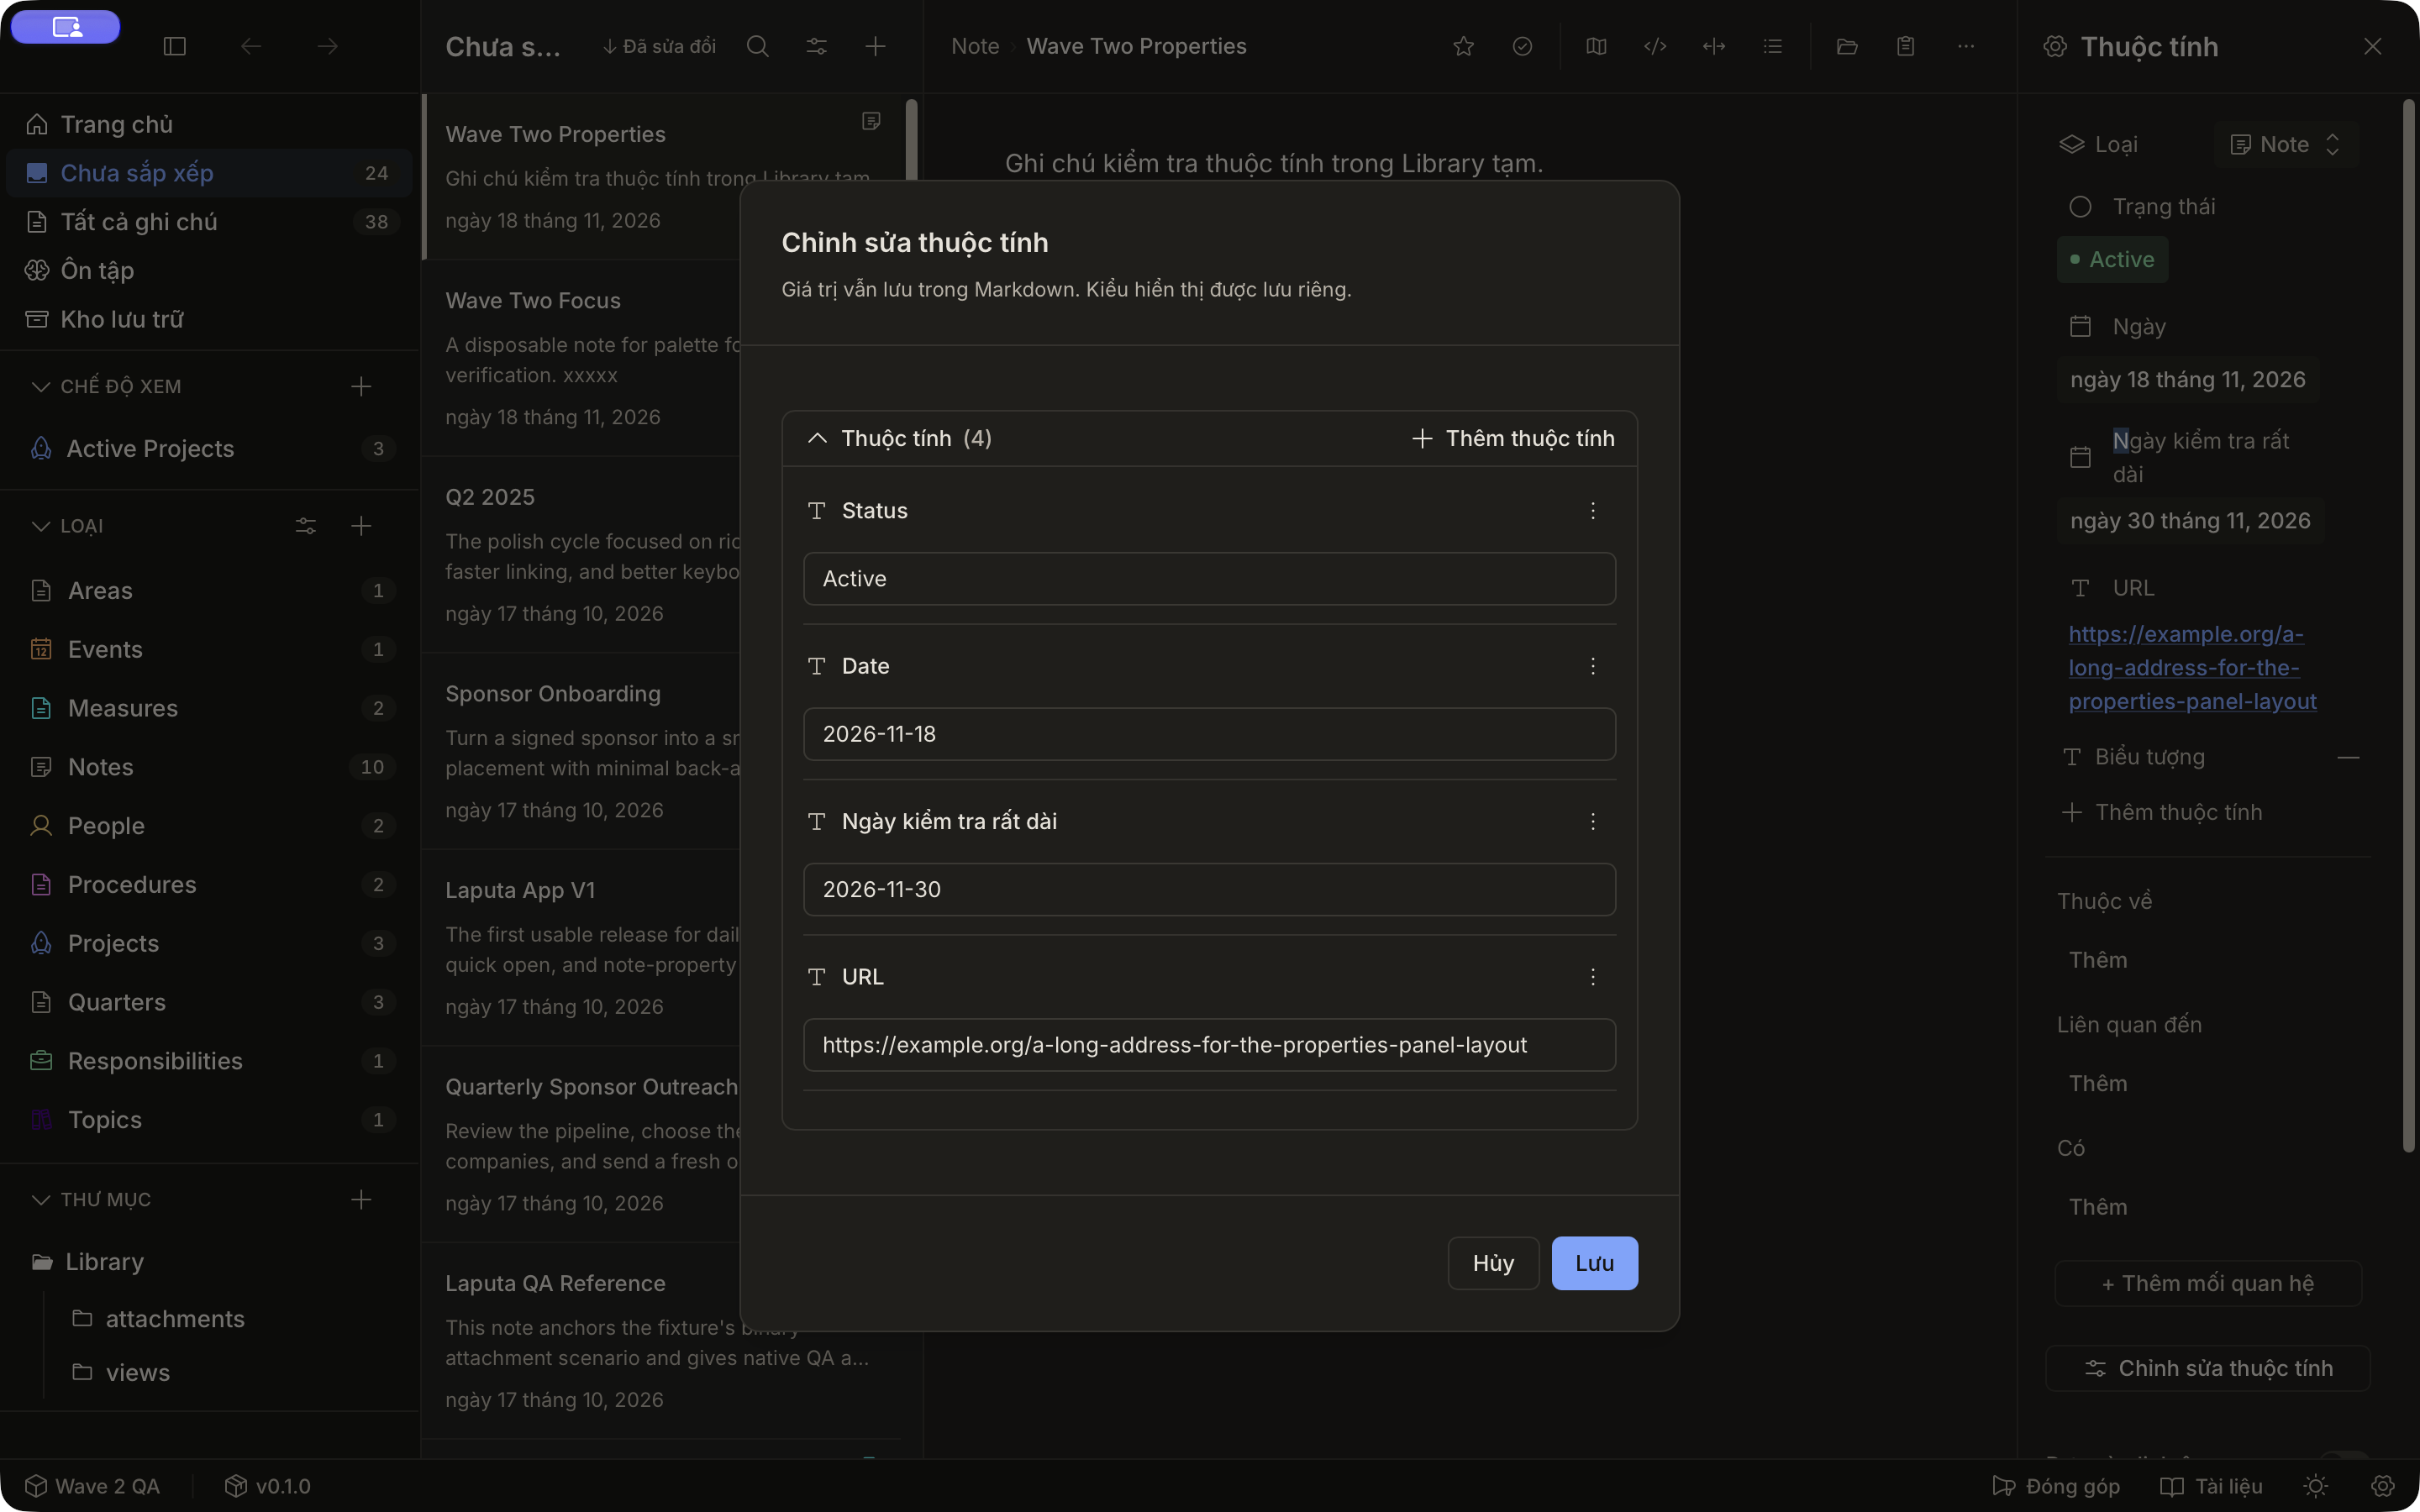 Trang chủ
Chưa sắp xếp 24
Tất cả ghi chú 38
Ôn tập
Kho lưu trữ
CHẾ ĐỘ XEM
Active Projects 3
LOẠI
Areas 1
Events 1
Measures 2
Notes 10
People 2
Procedures 2
Projects 3
Quarters 3
Responsibilities 1
Topics 1
THƯ MỤC
Library
attachments
views
Chưa s... Đã sửa đổi
Wave Two Properties
Ghi chú kiểm tra thuộc tính trong Library tạm.
ngày 18 tháng 11, 2026
Wave Two Focus
A disposable note for palette
verification. xxxxx
ngày 18 tháng 11, 2026
Q2 2025
The polish cycle focused on
faster linking, and better
ngày 17 tháng 10, 2026
Sponsor Onboarding
Turn a signed sponsor into a
placement with minimal
ngày 17 tháng 10, 2026
Laputa App V1
The first usable release for
quick open, and note-property
ngày 17 tháng 10, 2026
Quarterly Sponsor Outreach
Review the pipeline, choose
companies, and send a fresh
ngày 17 tháng 10, 2026
Laputa QA Reference
This note anchors the fixture's binary
attachment scenario and gives native QA a...
ngày 17 tháng 10, 2026
Note Wave Two Properties
Ghi chú kiểm tra thuộc tính trong Library tạm.
Chỉnh sửa thuộc tính
Giá trị vẫn lưu trong Markdown. Kiểu hiển thị được lưu riêng.
Thuộc tính (4) Thêm thuộc tính
Status
Active
Date
2026-11-18
Ngày kiểm tra rất dài
2026-11-30
URL
https://example.org/a-long-address-for-the-properties-panel-layout
Hủy Lưu
Thuộc tính
Loại Note
Trạng thái
Active
Ngày
ngày 18 tháng 11, 2026
Ngày kiểm tra rất
dài
ngày 30 tháng 11, 2026
URL
https://example.org/a-
long-address-for-the-
properties-panel-layout
Biểu tượng —
Thêm thuộc tính
Thuộc về
Thêm
Liên quan đến
Thêm
Có
Thêm
+ Thêm mối quan hệ
Chỉnh sửa thuộc tính
Wave 2 QA v0.1.0
Đóng góp Tài liệu